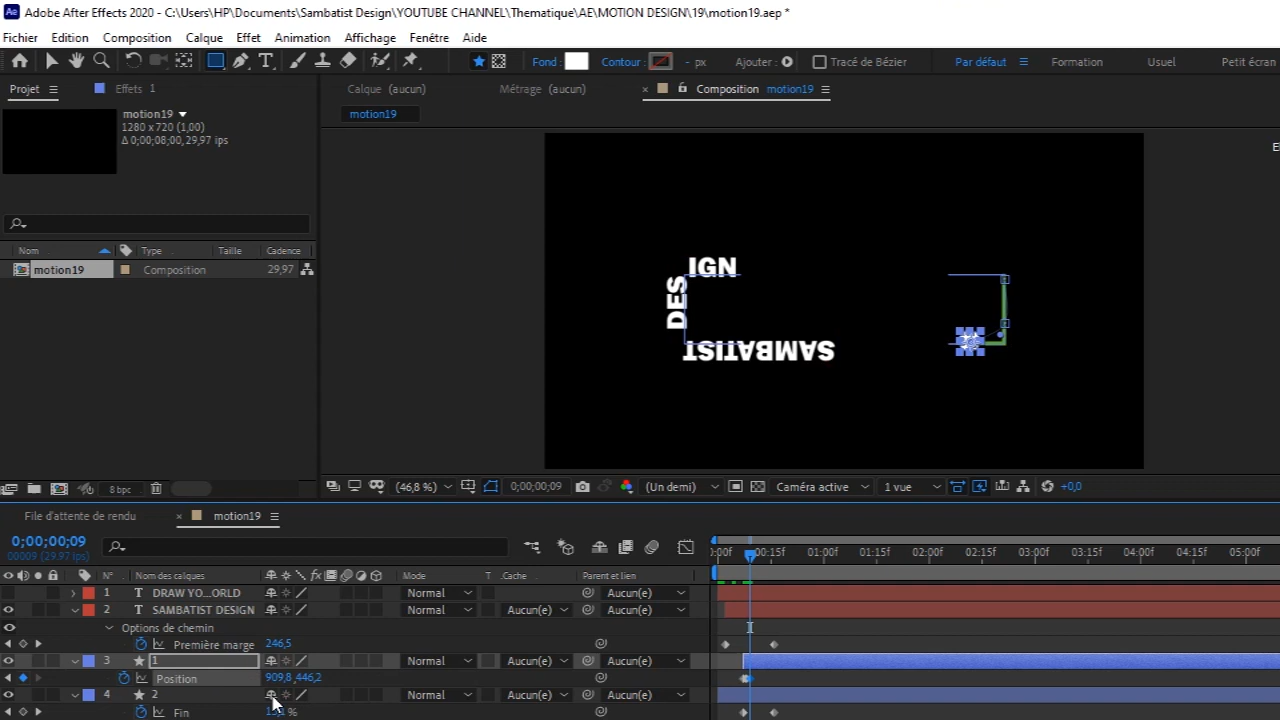 Adobe After Effects 2020 - C:\Users\HP\Documents\Sambatist Design\YOUTUBE CHANNEL\Thematique\AE\MOTION DESIGN\19\motion19.aep *
Fichier Edition Composition Calque Effet Animation Affichage Fenêtre Aide
Fond : Contour : - px Ajouter : Tracé de Bézier Par défaut Formation Usuel Petit écran
Projet Effets 1 Calque (aucun) Métrage (aucun) Composition motion19
motion19
motion19
1280 x 720 (1,00)
Δ 0;00;08;00, 29,97 ips
Nom Type Taille Cadence
motion19 Composition 29,97
IGN
DES
SAMBATIST
8 bpc (46,8 %) 0;00;00;09 (Un demi) Caméra active 1 vue +0,0
File d'attente de rendu motion19
0;00;00;09
00009 (29.97 ips)
:00f 00:15f 01:00f 01:15f 02:00f 02:15f 03:00f 03:15f 04:00f 04:15f 05:00f
N° Nom des calques Mode T .Cache Parent et lien
1 T DRAW YO...ORLD Normal Aucun(e)
2 T SAMBATIST DESIGN Normal Aucun(e) Aucun(e)
Options de chemin
Première marge 246,5
3 1 Normal Aucun(e) Aucun(e)
Position 909,8 ,446,2
4 2 Normal Aucun(e) Aucun(e)
Fin %